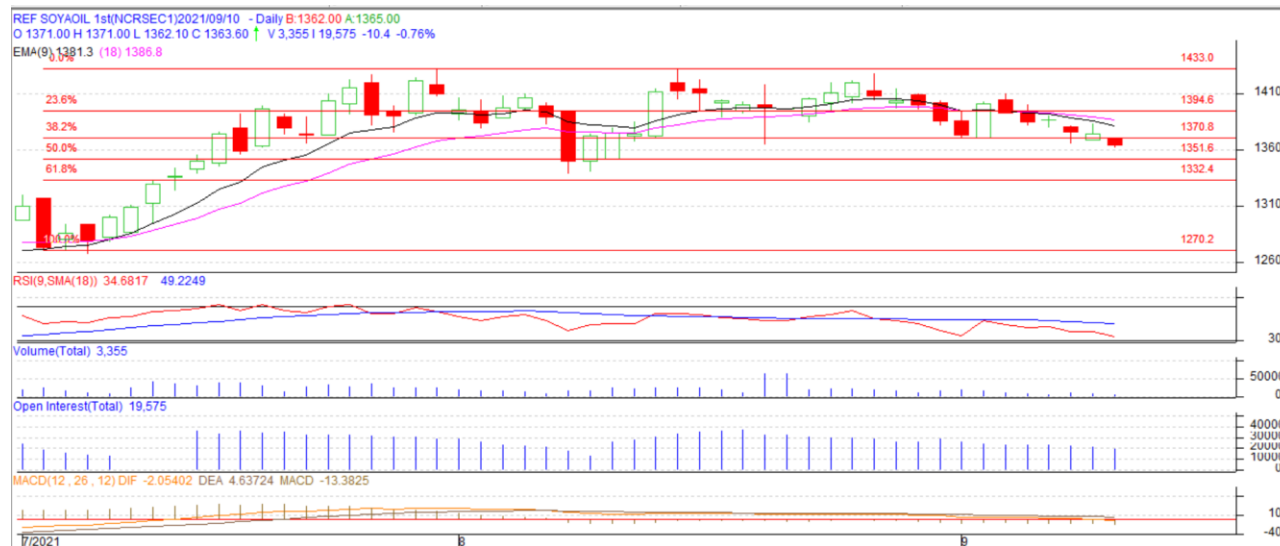 REF SOYAOIL 1st(NCRSEC1)2021/09/10 - Daily B:1362.00 A:1365.00
O 1371.00 H 1371.00 L 1362.10 C 1363.60 V 3,355 I 19,575 -10.4 -0.76%
EMA(9) 1381.3 (18) 1386.8
0.0% 1433.0
1410
23.6% 1394.6
38.2% 1370.8
1360
50.0% 1351.6
61.8% 1332.4
1310
100.0% 1270.2
1260
RSI(9,SMA(18)) 34.6817 49.2249
30
Volume(Total) 3,355
50000
0
Open Interest(Total) 19,575
40000
30000
10000
0
MACD(12 , 26 , 12) DIF -2.05402 DEA 4.63724 MACD -13.3825
10
-40
7/2021 8 9